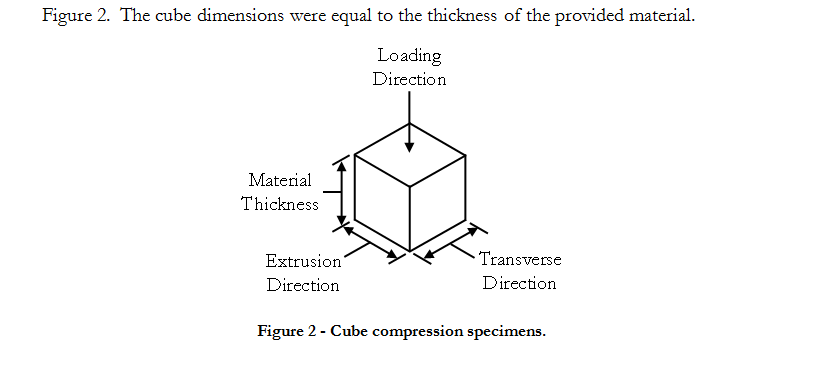 Figure 2. The cube dimensions were equal to the thickness of the provided material.
Loading
Direction
Material
Thickness
Extrusion
Direction
Transverse
Direction
Figure 2 - Cube compression specimens.